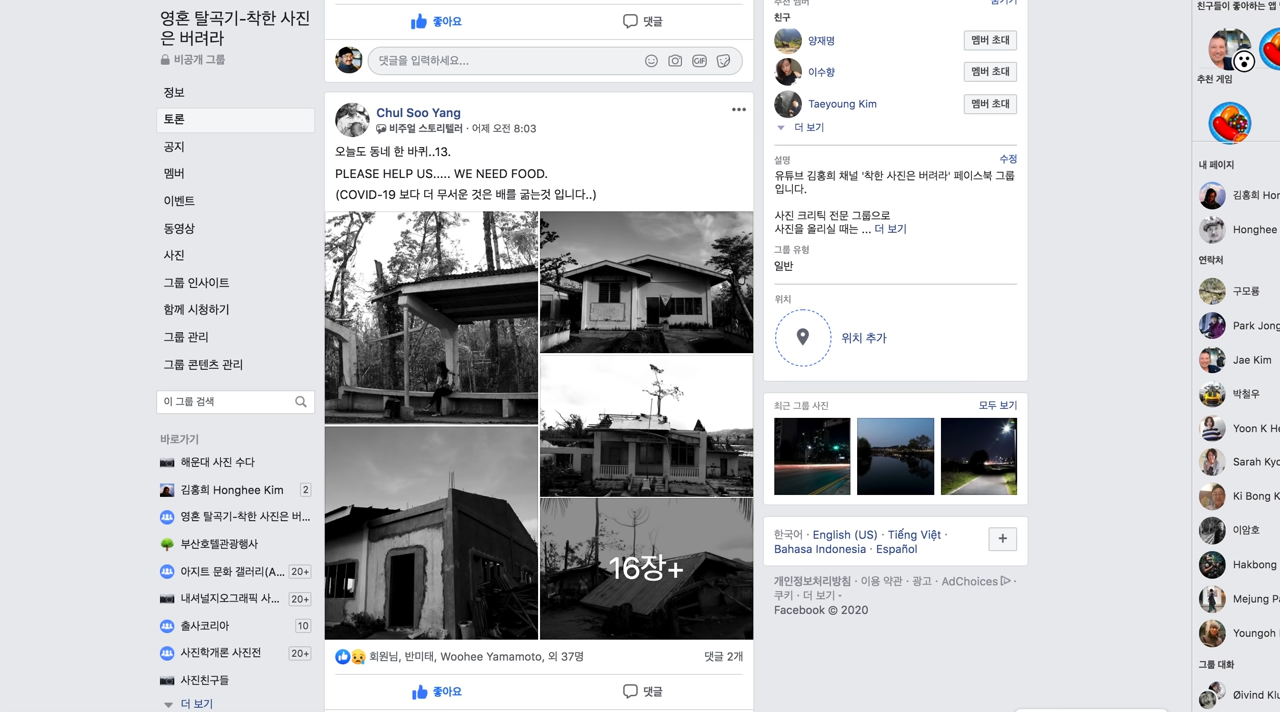 영혼 탈곡기-착한 사진
은 버려라
비공개 그룹
정보
토론
공지
멤버
이벤트
동영상
사진
그룹 인사이트
함께 시청하기
그룹 관리
그룹 콘텐츠 관리
이 그룹 검색
바로가기
해운대 사진 수다
김홍희 Honghee Kim 2
영혼 탈곡기-착한 사진은 버...
부산호텔관광행사
아지트 문화 갤러리(A... 20+
내셔널지오그래픽 사... 20+
출사코리아 10
사진학개론 사진전 20+
사진친구들
더 보기
좋아요 댓글
댓글을 입력하세요...
GIF
Chul Soo Yang
비주얼 스토리텔러 · 어제 오전 8:03
오늘도 동네 한 바퀴..13.
PLEASE HELP US..... WE NEED FOOD.
(COVID-19 보다 더 무서운 것은 배를 굶는것 입니다..)
16장+
회원님, 반미태, Woohee Yamamoto, 외 37명 댓글 2개
좋아요 댓글
추천 멤버 숨기기
친구
양재명 멤버 초대
이수향 멤버 초대
Taeyoung Kim 멤버 초대
더 보기
설명 수정
유튜브 김홍희 채널 '착한 사진은 버려라' 페이스북 그룹
입니다.
사진 크리틱 전문 그룹으로
사진을 올리실 때는 ... 더 보기
그룹 유형
일반
위치
위치 추가
최근 그룹 사진 모두 보기
한국어 · English (US) · Tiếng Việt ·
Bahasa Indonesia · Español
개인정보처리방침 · 이용 약관 · 광고 · AdChoices ·
쿠키 · 더 보기
Facebook © 2020
친구들이 좋아하는 앱
추천 게임
내 페이지
김홍희 Hon
Honghee
연락처
구모룡
Park Jong
Jae Kim
박철우
Yoon K He
Sarah Kyo
Ki Bong K
이암호
Hakbong
Mejung Pa
Youngoh
그룹 대화
Øivind Klu